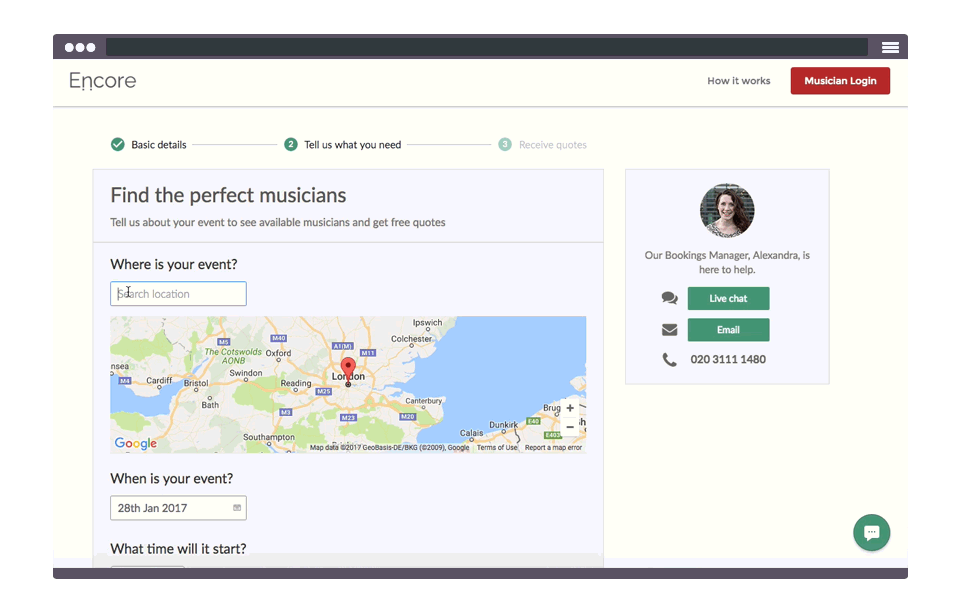 Encore
How it works
Musician Login
Basic details
2
Tell us what you need
3
Receive quotes
Find the perfect musicians
Tell us about your event to see available musicians and get free quotes
Where is your event?
Search location
Ipswich
Colchester
M5
M40
A1(M)
M11
The Cotswolds
AONB
Oxford
nsea
M4
Cardiff
Bristol
Swindon
Reading
M25
London
Bath
M3
M23
M20
Canterbury
Brug
Dunkirk
E40
Calais
E403
Southampton
+
−
Google
Map data ©2017 GeoBasis-DE/BKG (©2009), Google
Terms of Use
Report a map error
When is your event?
28th Jan 2017
What time will it start?
Our Bookings Manager, Alexandra, is
here to help.
Live chat
Email
020 3111 1480